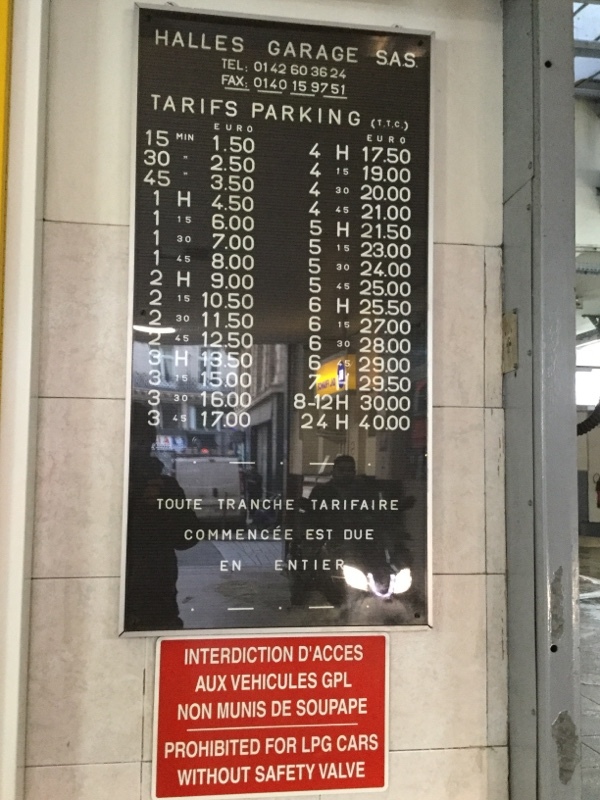 HALLES GARAGE S.A.S.
TEL: 01 42 60 36 24
FAX: 01 40 15 97 51
TARIFS PARKING (T.T.C.)
EURO
15 MIN 1.50
30 " 2.50
45 " 3.50
1 H 4.50
1 15 6.00
1 30 7.00
1 45 8.00
2 H 9.00
2 15 10.50
2 30 11.50
2 45 12.50
3 H 13.50
3 15 15.00
3 30 16.00
3 45 17.00
EURO
4 H 17.50
4 15 19.00
4 30 20.00
4 45 21.00
5 H 21.50
5 15 23.00
5 30 24.00
5 45 25.00
6 H 25.50
6 15 27.00
6 30 28.00
6 45 29.00
7 29.50
8-12 H 30.00
24 H 40.00
TOUTE TRANCHE TARIFAIRE
COMMENCÉE EST DUE
EN ENTIER
INTERDICTION D'ACCES
AUX VEHICULES GPL
NON MUNIS DE SOUPAPE
PROHIBITED FOR LPG CARS
WITHOUT SAFETY VALVE